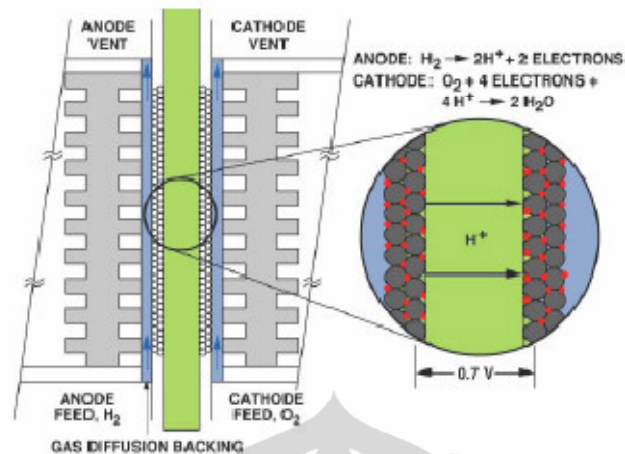 ANODE VENT
CATHODE VENT
ANODE: H₂ → 2H⁺ + 2 ELECTRONS
CATHODE: O₂ + 4 ELECTRONS +
4 H⁺ → 2 H₂O
H⁺
0.7 V
ANODE FEED, H₂
CATHODE FEED, O₂
GAS DIFFUSION BACKING